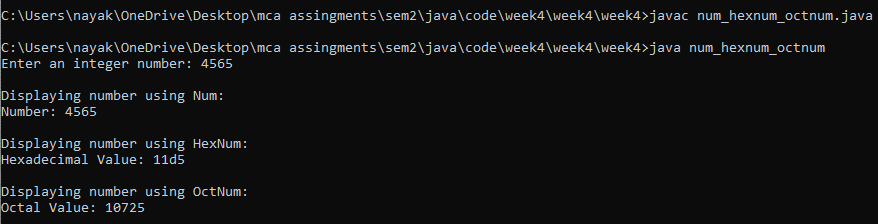 C:\Users\nayak\OneDrive\Desktop\mca assingments\sem2\java\code\week4\week4\week4>javac num_hexnum_octnum.java
C:\Users\nayak\OneDrive\Desktop\mca assingments\sem2\java\code\week4\week4\week4>java num_hexnum_octnum
Enter an integer number: 4565
Displaying number using Num:
Number: 4565
Displaying number using HexNum:
Hexadecimal Value: 11d5
Displaying number using OctNum:
Octal Value: 10725